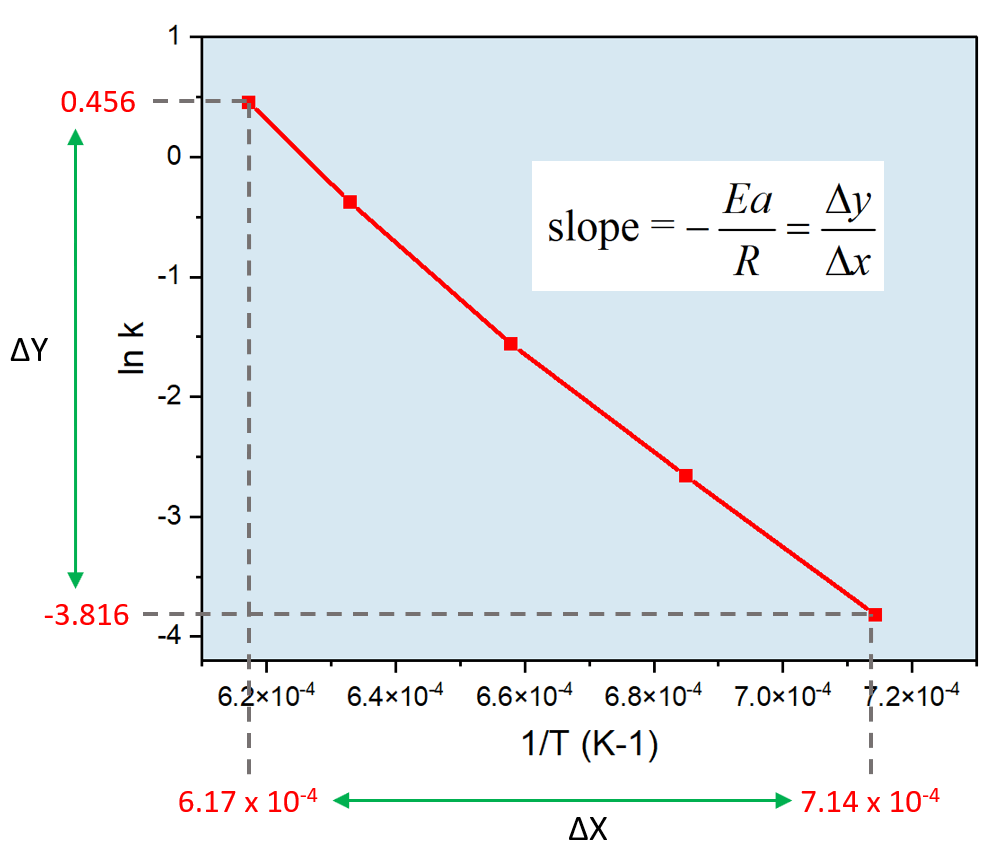 1
0.456
0
slope = − Ea/R = Δy/Δx
-1
ΔY
ln k
-2
-3
-3.816
-4
6.2×10⁻⁴ 6.4×10⁻⁴ 6.6×10⁻⁴ 6.8×10⁻⁴ 7.0×10⁻⁴ 7.2×10⁻⁴
1/T (K-1)
6.17 x 10⁻⁴ 7.14 x 10⁻⁴
ΔX